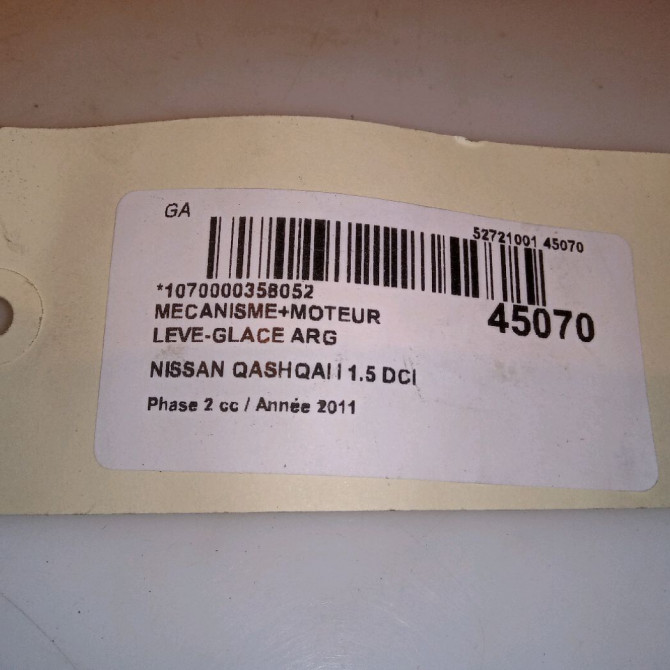 GA
52721001 45070
*1070000358052
MECANISME+MOTEUR
45070
LEVE-GLACE ARG
NISSAN QASHQAI I 1.5 DCI
Phase 2 cc / Année 2011